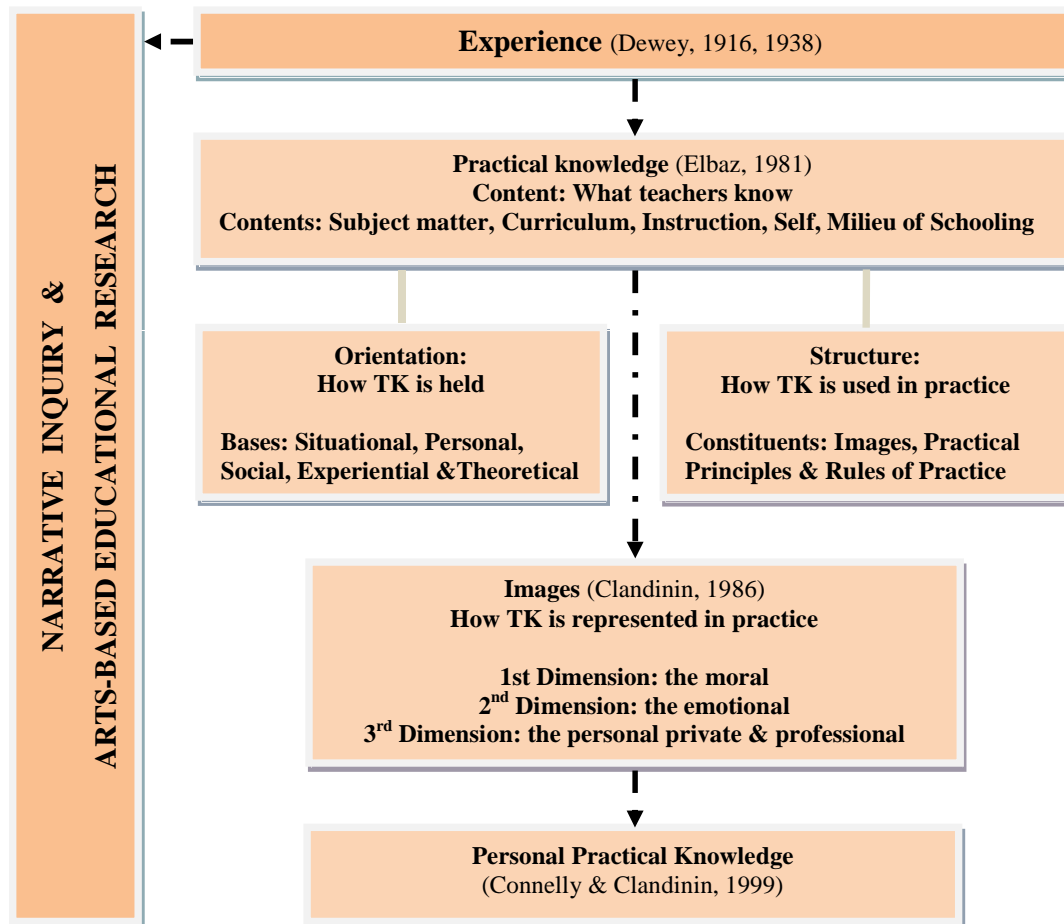 NARRATIVE INQUIRY &
ARTS-BASED EDUCATIONAL RESEARCH
Experience (Dewey, 1916, 1938)
Practical knowledge (Elbaz, 1981)
Content: What teachers know
Contents: Subject matter, Curriculum, Instruction, Self, Milieu of Schooling
Orientation:
How TK is held
Bases: Situational, Personal,
Social, Experiential &Theoretical
Structure:
How TK is used in practice
Constituents: Images, Practical
Principles & Rules of Practice
Images (Clandinin, 1986)
How TK is represented in practice
1st Dimension: the moral
2nd Dimension: the emotional
3rd Dimension: the personal private & professional
Personal Practical Knowledge
(Connelly & Clandinin, 1999)